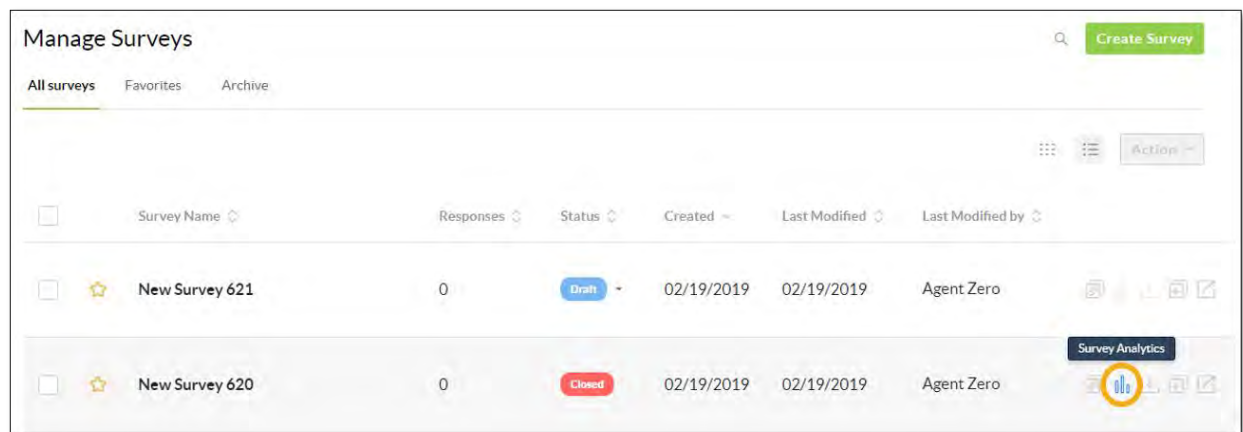 Manage Surveys
Create Survey
All surveys Favorites Archive
Action
Survey Name Responses Status Created Last Modified Last Modified by
New Survey 621 0 Draft 02/19/2019 02/19/2019 Agent Zero
Survey Analytics
New Survey 620 0 Closed 02/19/2019 02/19/2019 Agent Zero